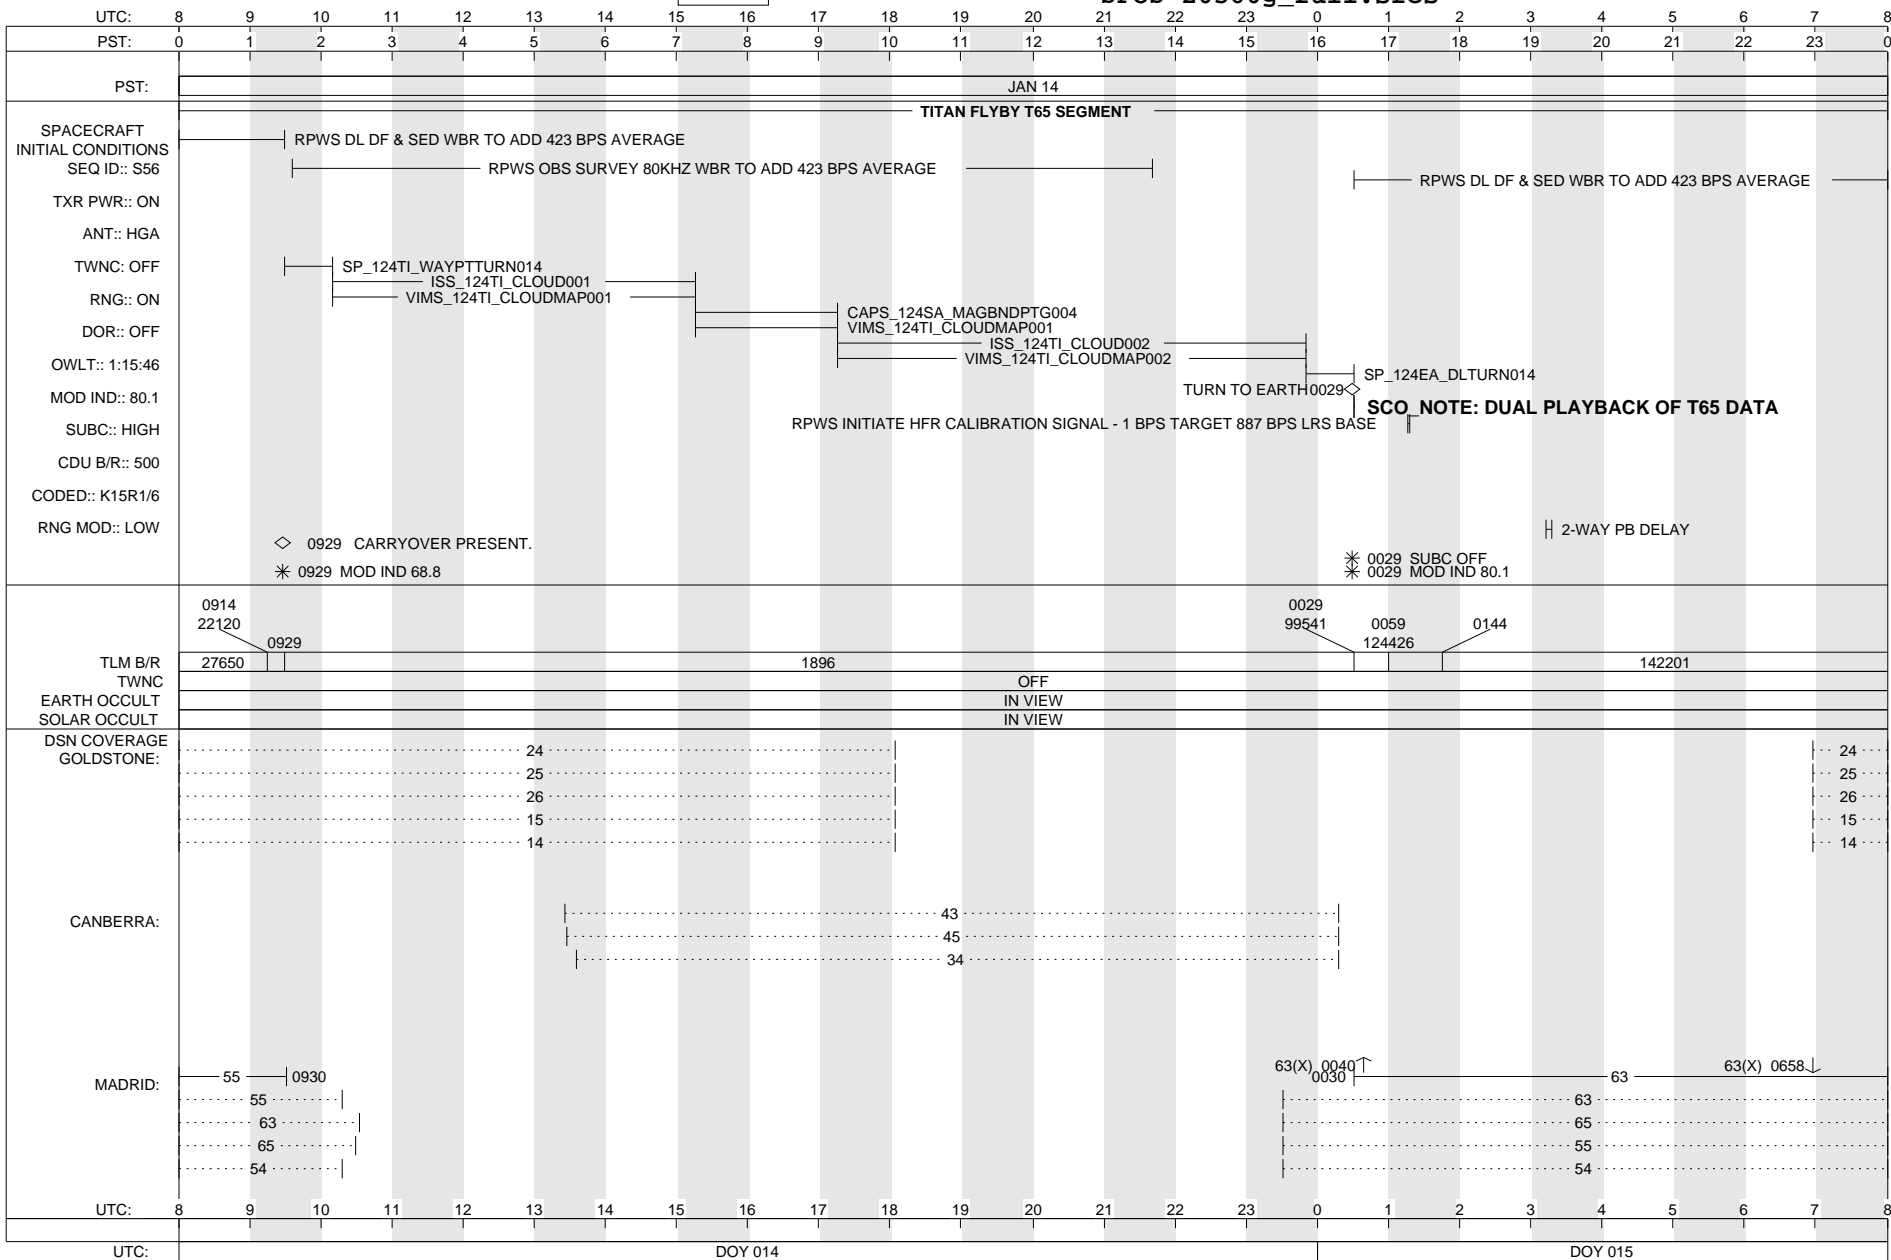 UTC: 8 9 10 11 12 13 14 15 16 17 18 19 20 21 22 23 0 1 2 3 4 5 6 7 8
PST: 0 1 2 3 4 5 6 7 8 9 10 11 12 13 14 15 16 17 18 19 20 21 22 23 0
PST: JAN 14
TITAN FLYBY T65 SEGMENT
SPACECRAFT
INITIAL CONDITIONS
RPWS DL DF & SED WBR TO ADD 423 BPS AVERAGE
SEQ ID:: S56
RPWS OBS SURVEY 80KHZ WBR TO ADD 423 BPS AVERAGE
RPWS DL DF & SED WBR TO ADD 423 BPS AVERAGE
TXR PWR:: ON
ANT:: HGA
TWNC: OFF
SP_124TI_WAYPTTURN014
ISS_124TI_CLOUD001
RNG:: ON
VIMS_124TI_CLOUDMAP001
CAPS_124SA_MAGBNDPTG004
DOR:: OFF
VIMS_124TI_CLOUDMAP001
ISS_124TI_CLOUD002
OWLT:: 1:15:46
VIMS_124TI_CLOUDMAP002
SP_124EA_DLTURN014
TURN TO EARTH 0029
MOD IND:: 80.1
SCO_NOTE: DUAL PLAYBACK OF T65 DATA
RPWS INITIATE HFR CALIBRATION SIGNAL - 1 BPS TARGET 887 BPS LRS BASE
SUBC:: HIGH
CDU B/R:: 500
CODED:: K15R1/6
RNG MOD:: LOW
2-WAY PB DELAY
0929 CARRYOVER PRESENT.
0029 SUBC OFF
0929 MOD IND 68.8
0029 MOD IND 80.1
0914 0029
22120 99541 0059 0144
0929 124426
TLM B/R 27650 1896 142201
TWNC OFF
EARTH OCCULT IN VIEW
SOLAR OCCULT IN VIEW
DSN COVERAGE
GOLDSTONE:
24 24
25 25
26 26
15 15
14 14
CANBERRA:
43
45
34
63(X) 0040 63(X) 0658
MADRID: 55 0930 0030 63
55 63
63 65
65 55
54 54
UTC: 8 9 10 11 12 13 14 15 16 17 18 19 20 21 22 23 0 1 2 3 4 5 6 7 8
UTC: DOY 014 DOY 015